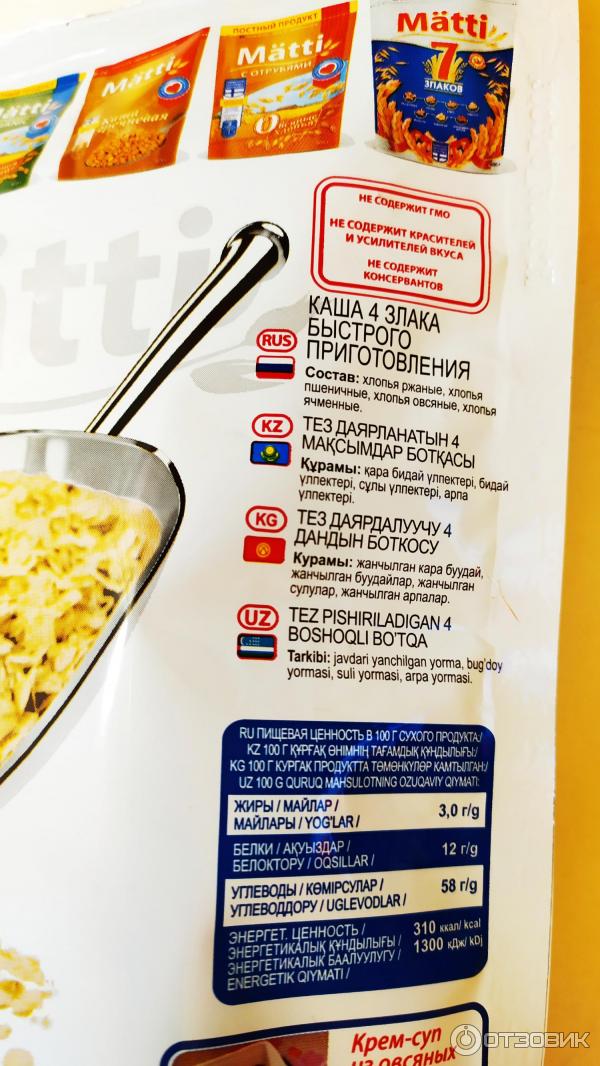 Mätti
Mätti
КАША
ГРЕЧНЕВАЯ
ПОСТНЫЙ ПРОДУКТ
Mätti
С ОТРУБЯМИ
Mätti
7
ЗЛАКОВ
НЕ СОДЕРЖИТ ГМО
НЕ СОДЕРЖИТ КРАСИТЕЛЕЙ
И УСИЛИТЕЛЕЙ ВКУСА
НЕ СОДЕРЖИТ
КОНСЕРВАНТОВ
ätti
КАША 4 ЗЛАКА
БЫСТРОГО
ПРИГОТОВЛЕНИЯ
RUS
Состав: хлопья ржаные, хлопья
пшеничные, хлопья овсяные, хлопья
ячменные.
KZ
ТЕЗ ДАЯРЛАНАТЫН 4
МАҚСЫМДАР БОТҚАСЫ
Құрамы: қара бидай үлпектері, бидай
үлпектері, сұлы үлпектері, арпа
үлпектері.
KG
ТЕЗ ДАЯРДАЛУУЧУ 4
ДАНДЫН БОТКОСУ
Курамы: жанчылган кара буудай,
жанчылган буудайлар, жанчылган
сулулар, жанчылган арпалар.
UZ
TEZ PISHIRILADIGAN 4
BOSHOQLI BO'TQA
Tarkibi: javdari yanchilgan yorma, bug'doy
yormasi, suli yormasi, arpa yormasi.
RU ПИЩЕВАЯ ЦЕННОСТЬ В 100 Г СУХОГО ПРОДУКТА:/
KZ 100 Г ҚҰРҒАҚ ӨНІМНІҢ ТАҒАМДЫҚ ҚҰНДЫЛЫҒЫ:/
KG 100 Г КУРГАК ПРОДУКТТА ТӨМӨНКҮЛӨР КАМТЫЛГАН:/
UZ 100 G QURUQ MAHSULOTNING OZUQAVIY QIYMATI:
ЖИРЫ / МАЙЛАР /
МАЙЛАРЫ / YOG'LAR / 3,0 г/g
БЕЛКИ / АҚУЫЗДАР /
БЕЛОКТОРУ / OQSILLAR / 12 г/g
УГЛЕВОДЫ / КӨМІРСУЛАР /
УГЛЕВОДДОРУ / UGLEVODLAR / 58 г/g
ЭНЕРГЕТ. ЦЕННОСТЬ / 310 ккал/ kcal
ЭНЕРГЕТИКАЛЫҚ ҚҰНДЫЛЫҒЫ / 1300 кДж/ kDj
ЭНЕРГЕТИКАЛЫК БААЛУУЛУГУ /
ENERGETIK QIYMATI /
Крем-суп
из овсяных
ОТЗОВИК